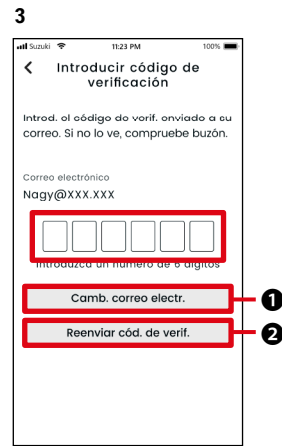 3
Suzuki 11:23 PM 100%
Introducir código de
verificación
Introd. el código de verif. enviado a su
correo. Si no lo ve, compruebe buzón.
Correo electrónico
Nagy@XXX.XXX
Introduzca un número de 6 dígitos
Camb. correo electr.
1
Reenviar cód. de verif.
2